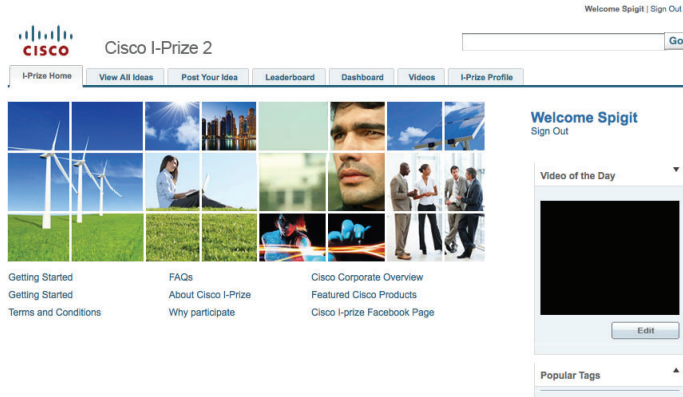 Welcome Spigit | Sign Out
CISCO
Cisco I-Prize 2
Go
I-Prize Home View All Ideas Post Your Idea Leaderboard Dashboard Videos I-Prize Profile
Welcome Spigit
Sign Out
Video of the Day
Getting Started FAQs Cisco Corporate Overview
Getting Started About Cisco I-Prize Featured Cisco Products
Terms and Conditions Why participate Cisco I-prize Facebook Page
Edit
Popular Tags